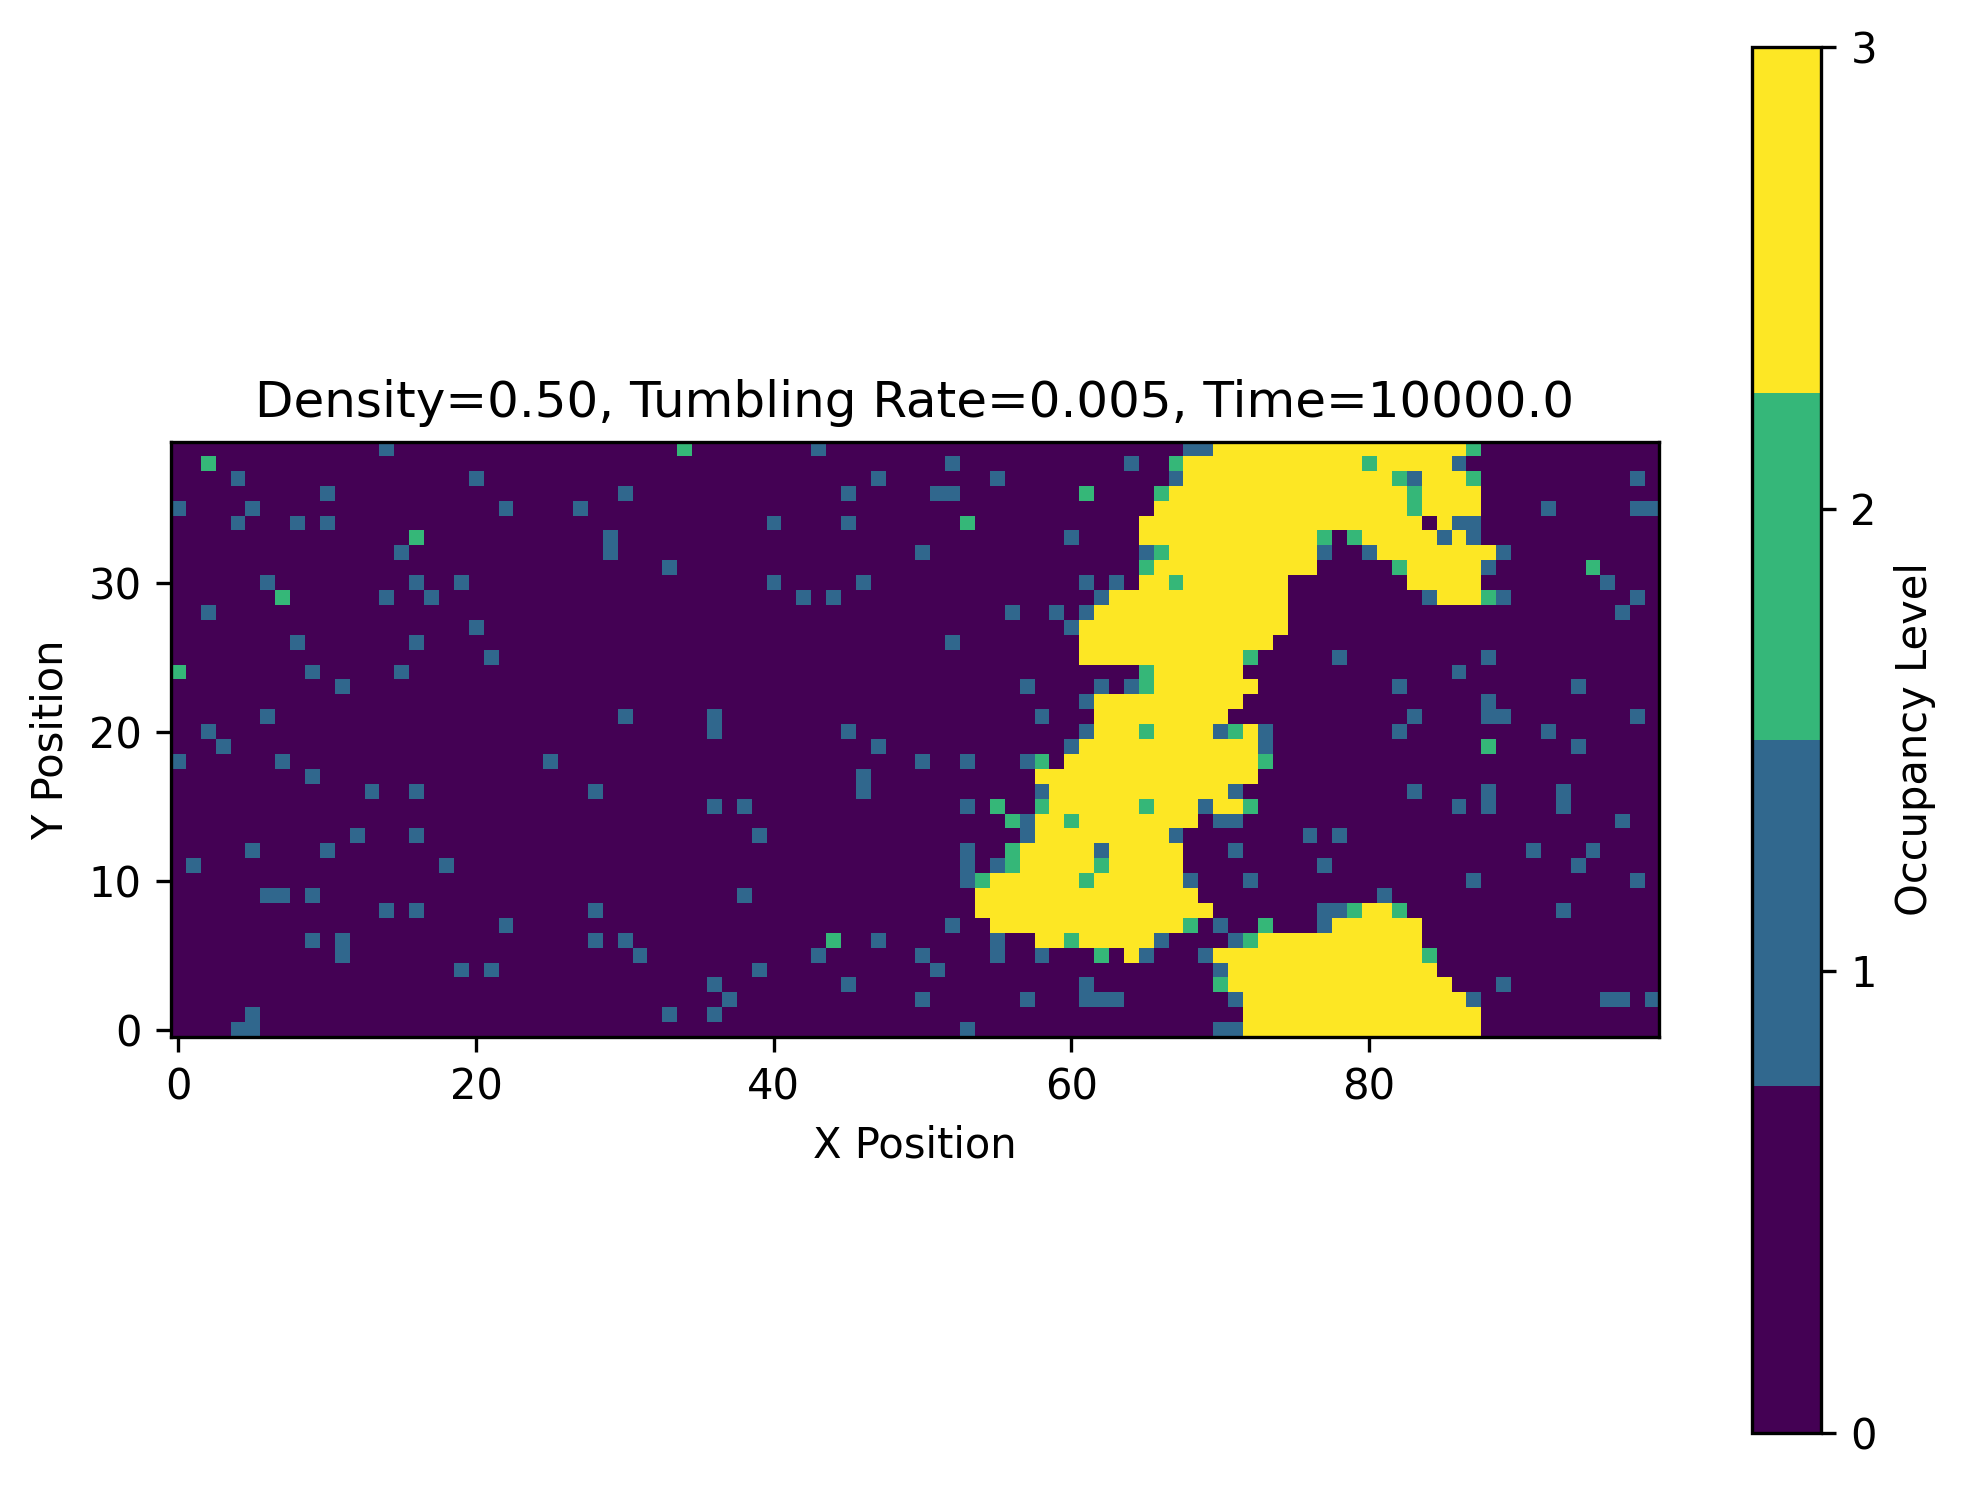 Density=0.50, Tumbling Rate=0.005, Time=10000.0
Y Position
30
20
10
0
0 20 40 60 80
X Position
3
2
1
0
Occupancy Level